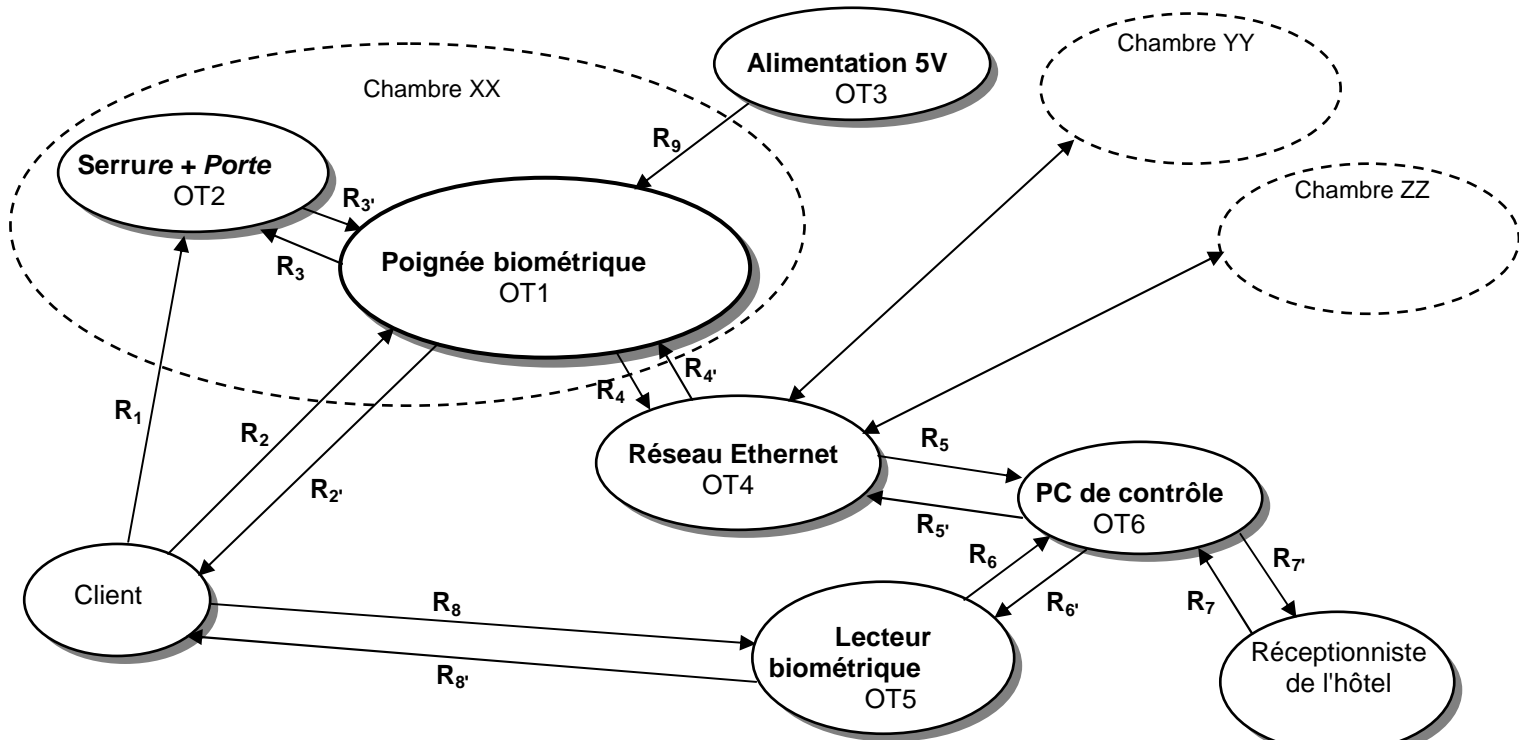 Chambre YY
Alimentation 5V
OT3
Chambre XX
R9
Serrure + Porte
OT2
R3'
Chambre ZZ
R3
Poignée biométrique
OT1
R4'
R4
R1
R2
R2'
Réseau Ethernet
OT4
R5
PC de contrôle
OT6
R5'
R6
R7'
R6'
R7
Client
R8
R8'
Lecteur
biométrique
OT5
Réceptionniste
de l'hôtel